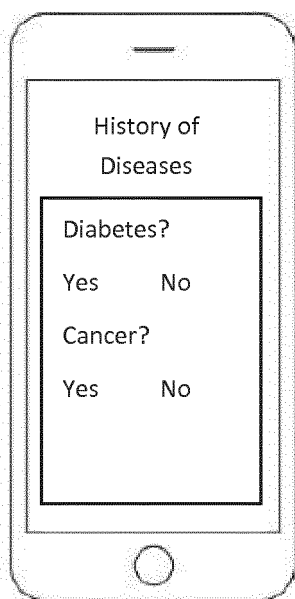 History of
Diseases
Diabetes?
Yes No
Cancer?
Yes No